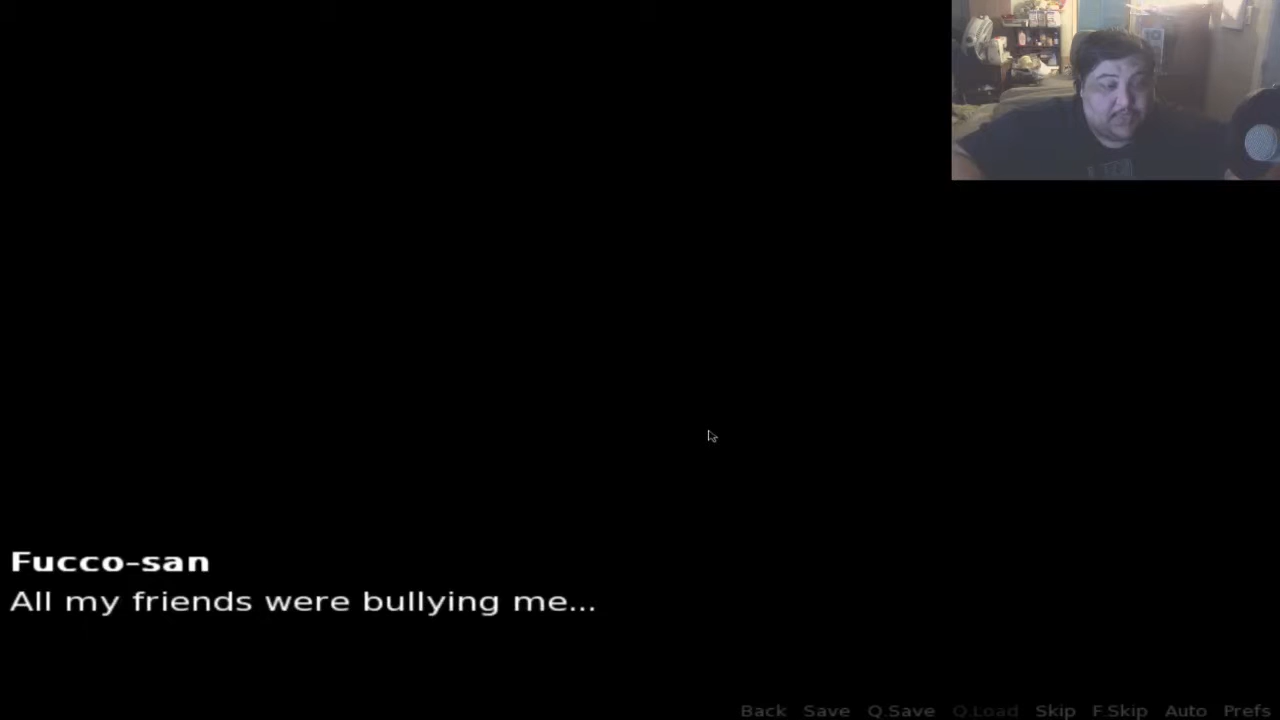 Fucco-san
All my friends were bullying me...
Back Save Q.Save Q.Load Skip F.Skip Auto Prefs